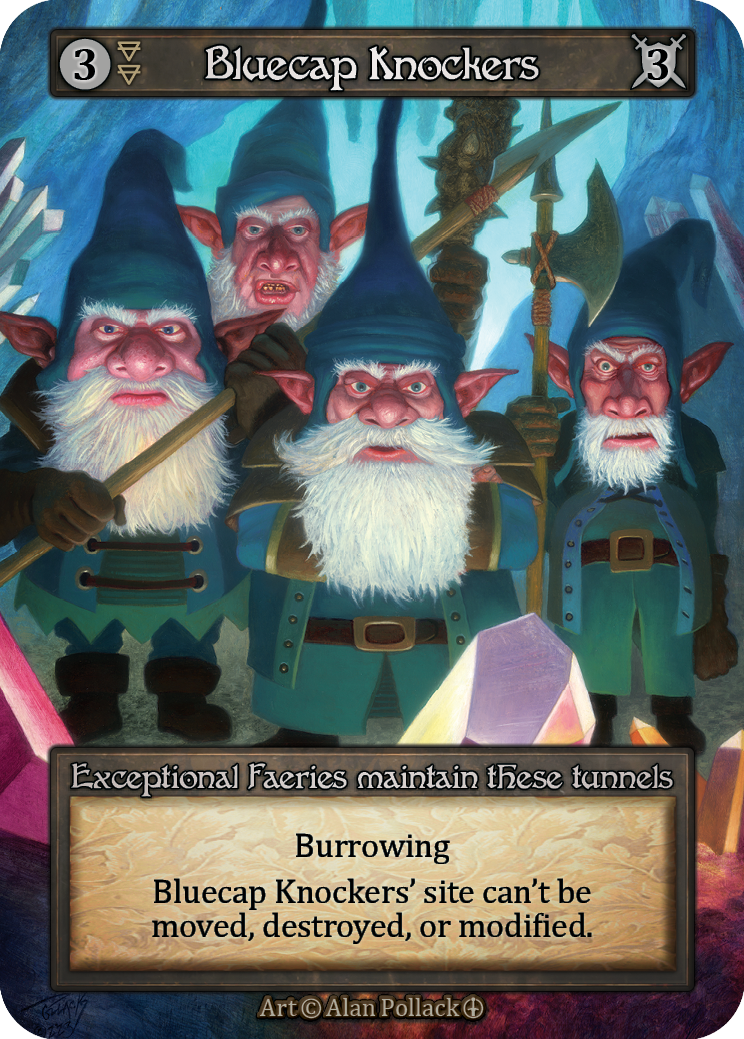 3 Bluecap Knockers 3
Exceptional Faeries maintain these tunnels
Burrowing
Bluecap Knockers’ site can’t be
moved, destroyed, or modified.
Art © Alan Pollack